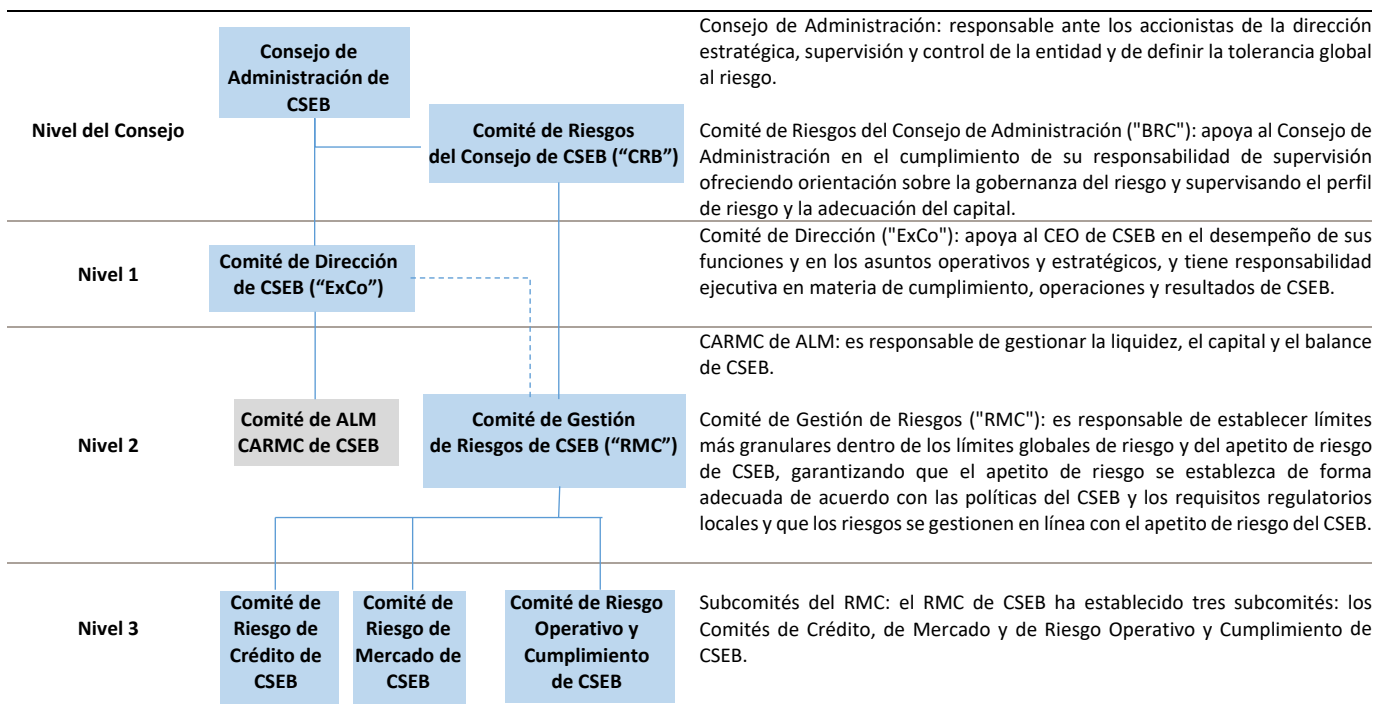 Nivel del Consejo
Consejo de
Administración de
CSEB
Comité de Riesgos
del Consejo de CSEB (“CRB”)
Consejo de Administración: responsable ante los accionistas de la dirección
estratégica, supervisión y control de la entidad y de definir la tolerancia global
al riesgo.
Comité de Riesgos del Consejo de Administración ("BRC"): apoya al Consejo de
Administración en el cumplimiento de su responsabilidad de supervisión
ofreciendo orientación sobre la gobernanza del riesgo y supervisando el perfil
de riesgo y la adecuación del capital.
Nivel 1
Comité de Dirección
de CSEB (“ExCo”)
Comité de Dirección ("ExCo"): apoya al CEO de CSEB en el desempeño de sus
funciones y en los asuntos operativos y estratégicos, y tiene responsabilidad
ejecutiva en materia de cumplimiento, operaciones y resultados de CSEB.
Nivel 2
Comité de ALM
CARMC de CSEB
Comité de Gestión
de Riesgos de CSEB (“RMC”)
CARMC de ALM: es responsable de gestionar la liquidez, el capital y el balance
de CSEB.
Comité de Gestión de Riesgos ("RMC"): es responsable de establecer límites
más granulares dentro de los límites globales de riesgo y del apetito de riesgo
de CSEB, garantizando que el apetito de riesgo se establezca de forma
adecuada de acuerdo con las políticas del CSEB y los requisitos regulatorios
locales y que los riesgos se gestionen en línea con el apetito de riesgo del CSEB.
Nivel 3
Comité de
Riesgo de
Crédito de
CSEB
Comité de
Riesgo de
Mercado de
CSEB
Comité de Riesgo
Operativo y
Cumplimiento
de CSEB
Subcomités del RMC: el RMC de CSEB ha establecido tres subcomités: los
Comités de Crédito, de Mercado y de Riesgo Operativo y Cumplimiento de
CSEB.